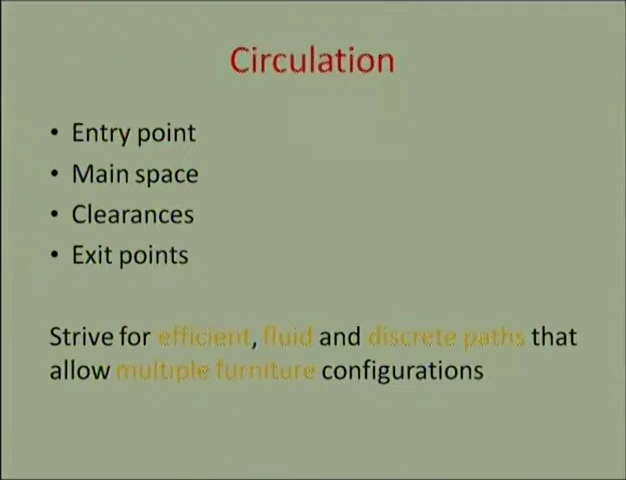 Circulation
• Entry point
• Main space
• Clearances
• Exit points
Strive for efficient, fluid and discrete paths that
allow multiple furniture configurations